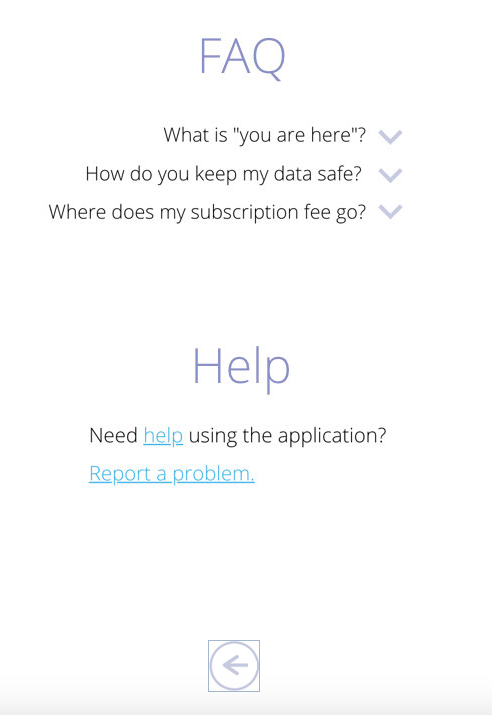 FAQ
What is "you are here"?
How do you keep my data safe?
Where does my subscription fee go?
Help
Need help using the application?
Report a problem.